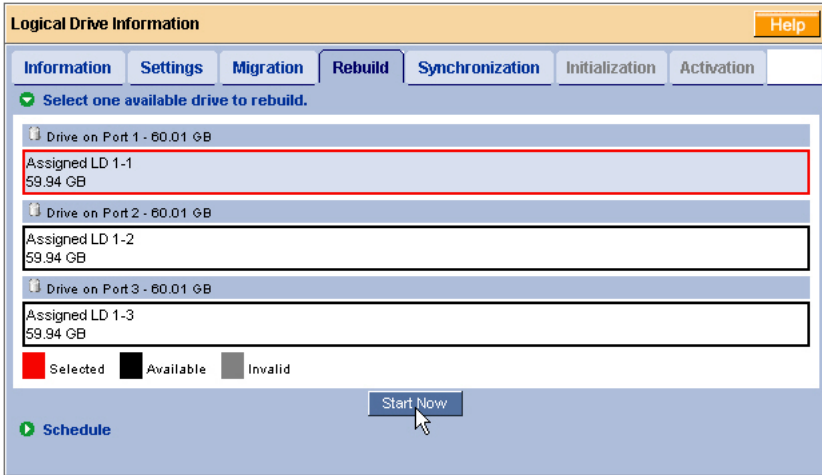 Logical Drive Information
Help
Information Settings Migration Rebuild Synchronization Initialization Activation
Select one available drive to rebuild.
Drive on Port 1 - 60.01 GB
Assigned LD 1-1
59.94 GB
Drive on Port 2 - 60.01 GB
Assigned LD 1-2
59.94 GB
Drive on Port 3 - 60.01 GB
Assigned LD 1-3
59.94 GB
Selected Available Invalid
Start Now
Schedule